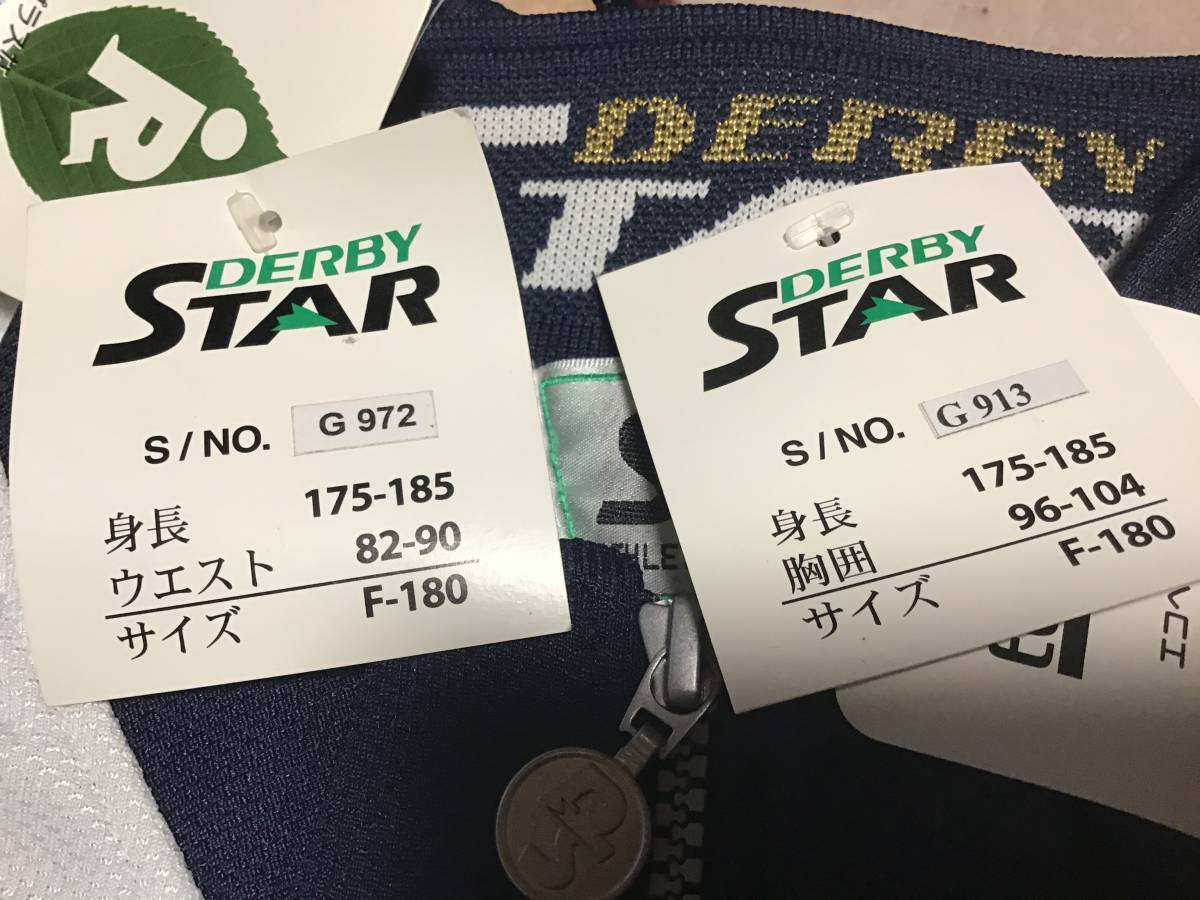 DERBY
STAR
DERBY
STAR
S / NO. G 972
身長 175-185
ウエスト 82-90
サイズ F-180
DERBY
STAR
S / NO. G 913
身長 175-185
胸囲 96-104
サイズ F-180